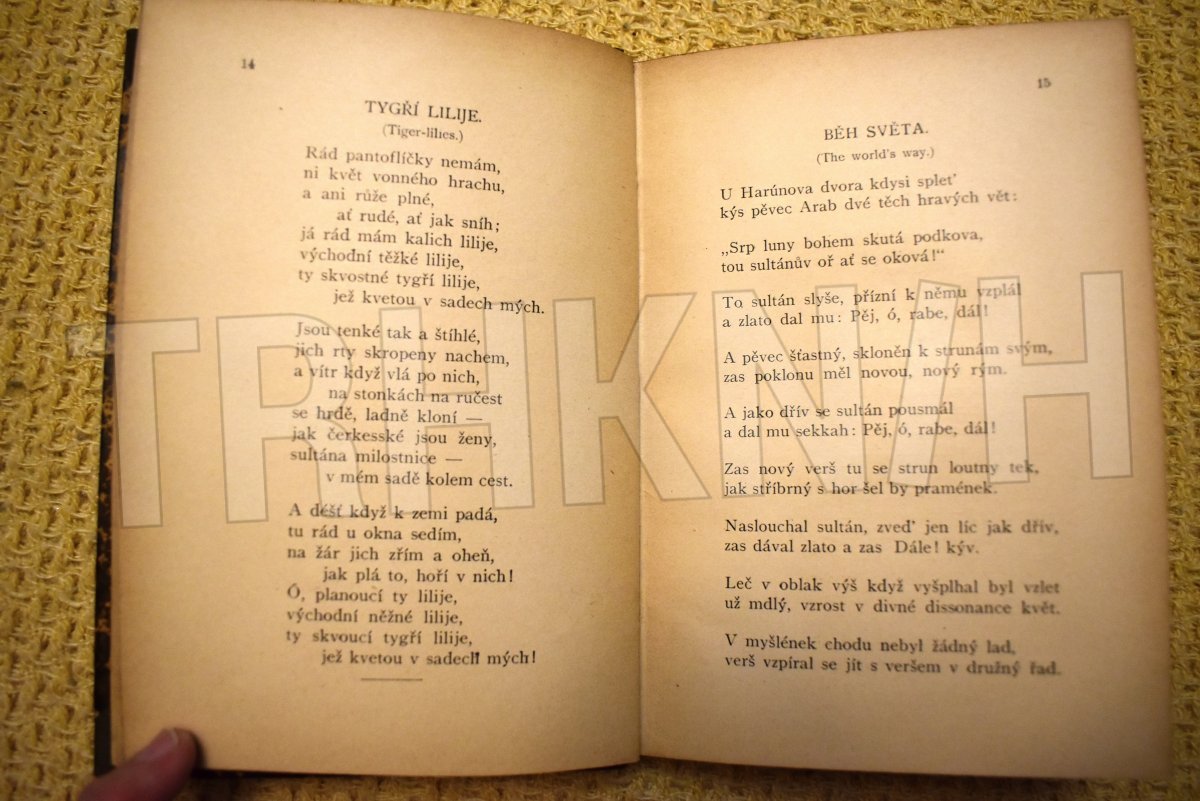 14
TYGŘÍ LILIJE.
(Tiger-lilies.)
Rád pantoflíčky nemám,
ni květ vonného hrachu,
a ani růže plné,
ať rudé, ať jak sníh;
já rád mám kalich lilije,
východní těžké lilije,
ty skvostné tygří lilije,
jež kvetou v sadech mých.
Jsou tenké tak a štíhlé,
jich rty skropeny nachem,
a vítr když vlá po nich,
na stonkách na ručest
se hrdě, ladně kloní —
jak čerkesské jsou ženy,
sultána milostnice —
v mém sadě kolem cest.
A déšť když k zemi padá,
tu rád u okna sedím,
na žár jich zřím a oheň,
jak plá to, hoří v nich!
Ó, planoucí ty lilije,
východní něžné lilije,
ty skvoucí tygří lilije,
jež kvetou v sadech mých!
15
BĚH SVĚTA.
(The world's way.)
U Harúnova dvora kdysi spleť
kýs pěvec Arab dvé těch hravých vět:
„Srp luny bohem skutá podkova,
tou sultánův oř ať se oková!“
To sultán slyše, přízní k němu vzplál
a zlato dal mu: Pěj, ó, rabe, dál!
A pěvec šťastný, skloněn k strunám svým,
zas poklonu měl novou, nový rým.
A jako dřív se sultán pousmál
a dal mu sekkah: Pěj, ó, rabe, dál!
Zas nový verš tu se strun loutny tek,
jak stříbrný s hor šel by pramének.
Naslouchal sultán, zveď jen líc jak dřív,
zas dával zlato a zas Dále! kýv.
Leč v oblak výš když vyšplhal byl vzlet
už mdlý, vzrost v divné dissonance květ.
V myšlének chodu nebyl žádný lad,
verš vzpíral se jít s veršem v družný řad.
TRHKNIH